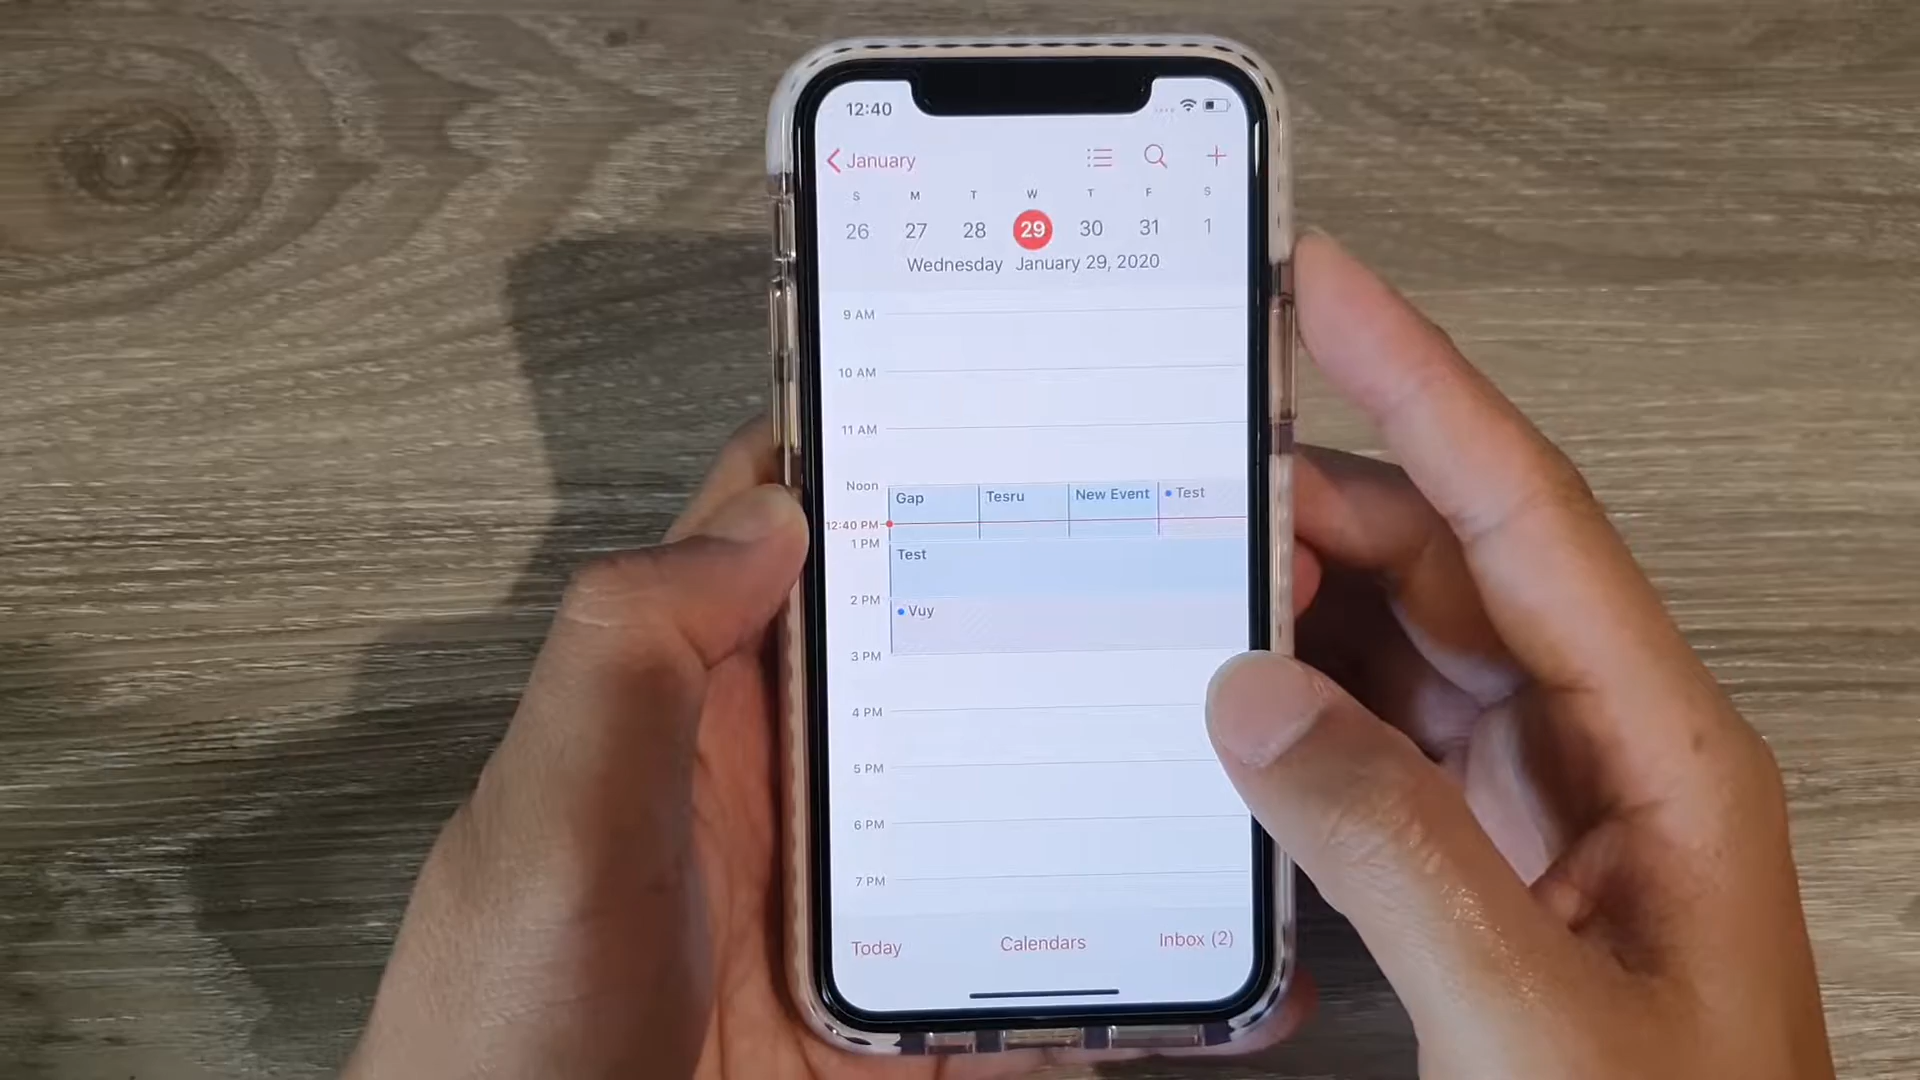 12:40
January
S M T W T F S
26 27 28 29 30 31 1
Wednesday January 29, 2020
9 AM
10 AM
11 AM
Noon
Gap Tesru New Event Test
12:40 PM
1 PM
Test
2 PM
Vuy
3 PM
4 PM
5 PM
6 PM
7 PM
Today Calendars Inbox (2)